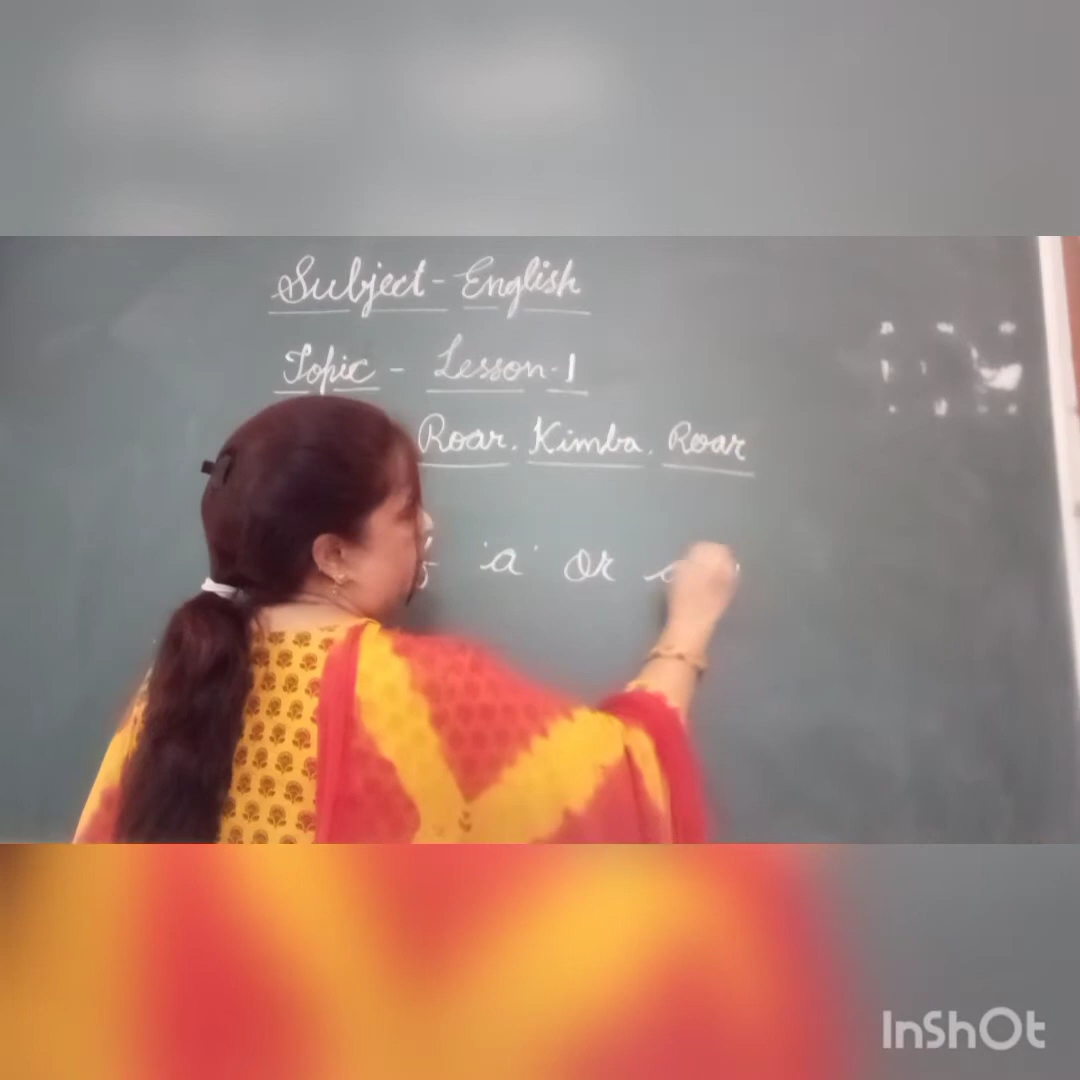 Subject - English
Topic - Lesson-1
Roar, Kimba, Roar
'a' or
InShOt